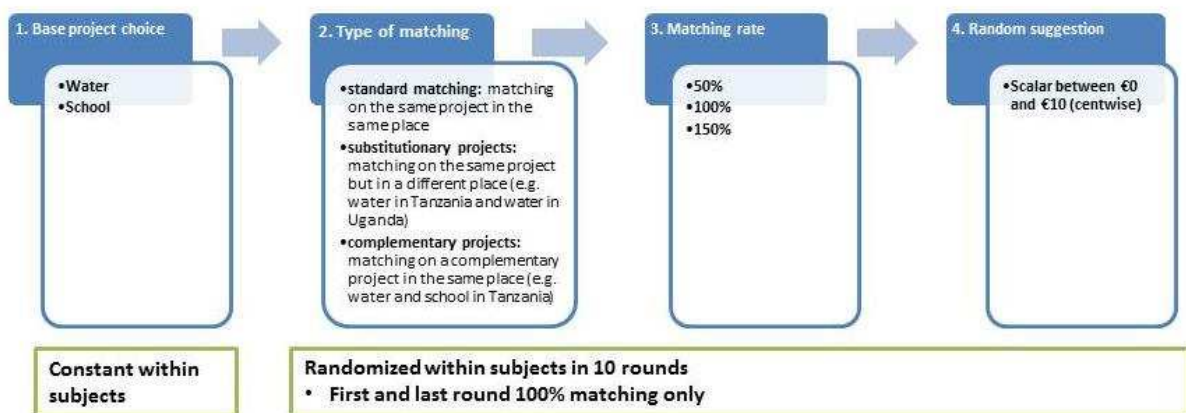 1. Base project choice
•Water
•School
2. Type of matching
•standard matching: matching
on the same project in the
same place
•substitutionary projects:
matching on the same project
but in a different place (e.g.
water in Tanzania and water in
Uganda)
•complementary projects:
matching on a complementary
project in the same place (e.g.
water and school in Tanzania)
3. Matching rate
•50%
•100%
•150%
4. Random suggestion
•Scalar between €0
and €10 (centwise)
Constant within
subjects
Randomized within subjects in 10 rounds
• First and last round 100% matching only